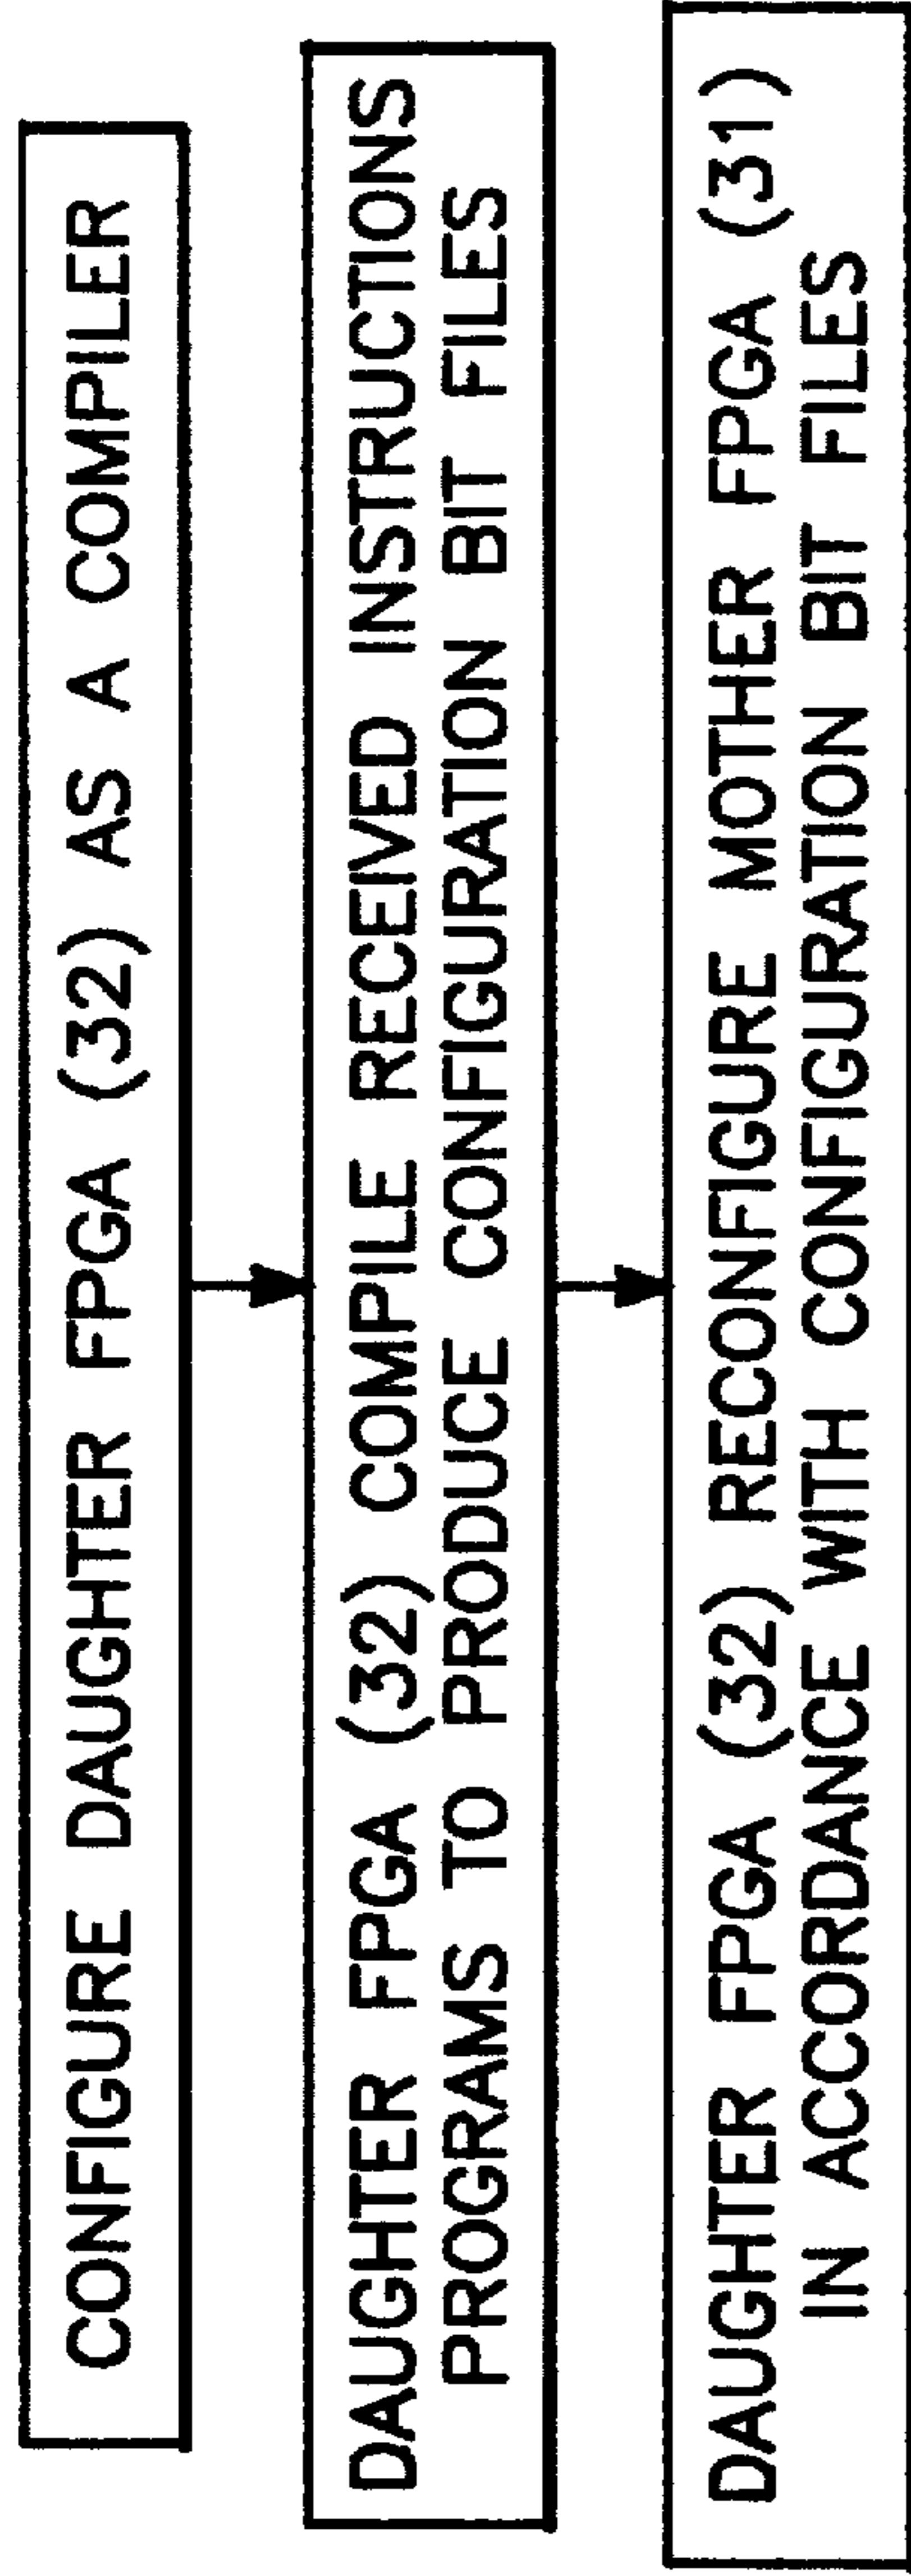 CONFIGURE DAUGHTER FPGA (32) AS A COMPILER
DAUGHTER FPGA (32) COMPILE RECEIVED INSTRUCTIONS
PROGRAMS TO PRODUCE CONFIGURATION BIT FILES
DAUGHTER FPGA (32) RECONFIGURE MOTHER FPGA (31)
IN ACCORDANCE WITH CONFIGURATION BIT FILES